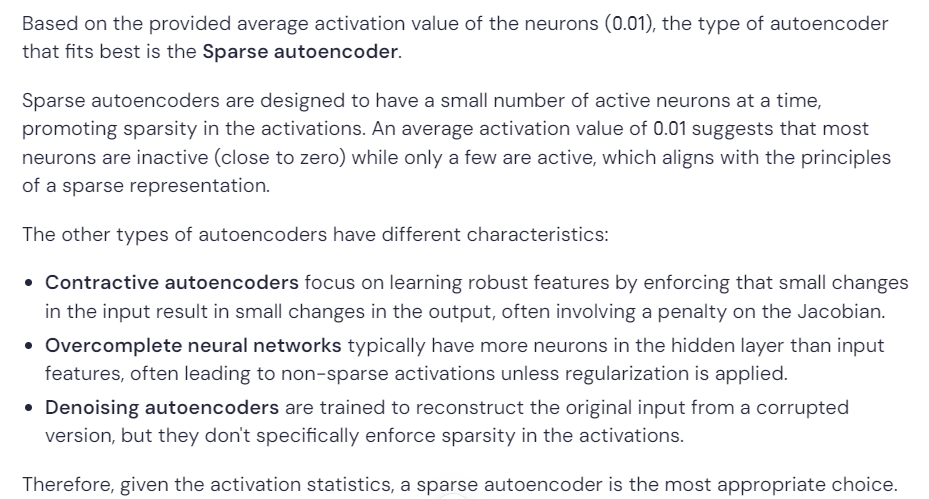 Based on the provided average activation value of the neurons (0.01), the type of autoencoder
that fits best is the Sparse autoencoder.
Sparse autoencoders are designed to have a small number of active neurons at a time,
promoting sparsity in the activations. An average activation value of 0.01 suggests that most
neurons are inactive (close to zero) while only a few are active, which aligns with the principles
of a sparse representation.
The other types of autoencoders have different characteristics:
• Contractive autoencoders focus on learning robust features by enforcing that small changes
in the input result in small changes in the output, often involving a penalty on the Jacobian.
• Overcomplete neural networks typically have more neurons in the hidden layer than input
features, often leading to non-sparse activations unless regularization is applied.
• Denoising autoencoders are trained to reconstruct the original input from a corrupted
version, but they don't specifically enforce sparsity in the activations.
Therefore, given the activation statistics, a sparse autoencoder is the most appropriate choice.